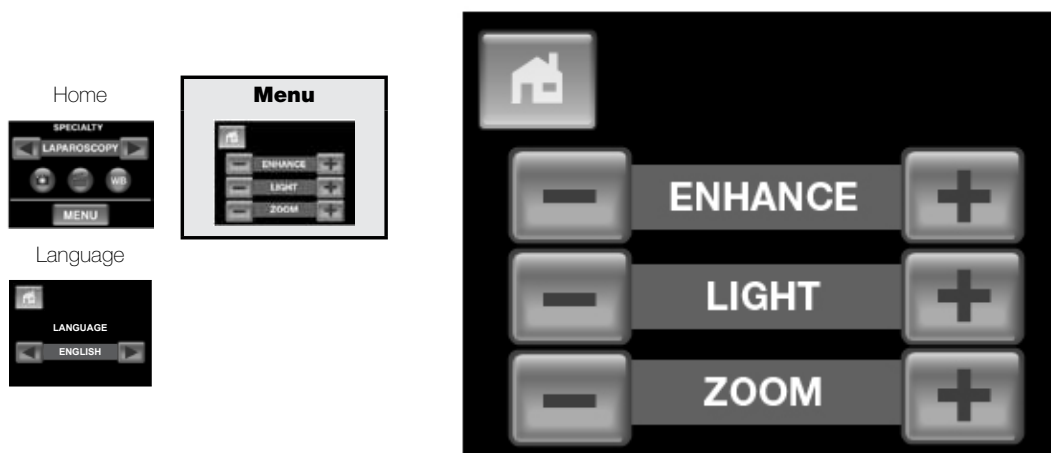 Home
SPECIALTY
LAPAROSCOPY
WB
MENU
Language
LANGUAGE
ENGLISH
Menu
ENHANCE
LIGHT
ZOOM
ENHANCE
LIGHT
ZOOM